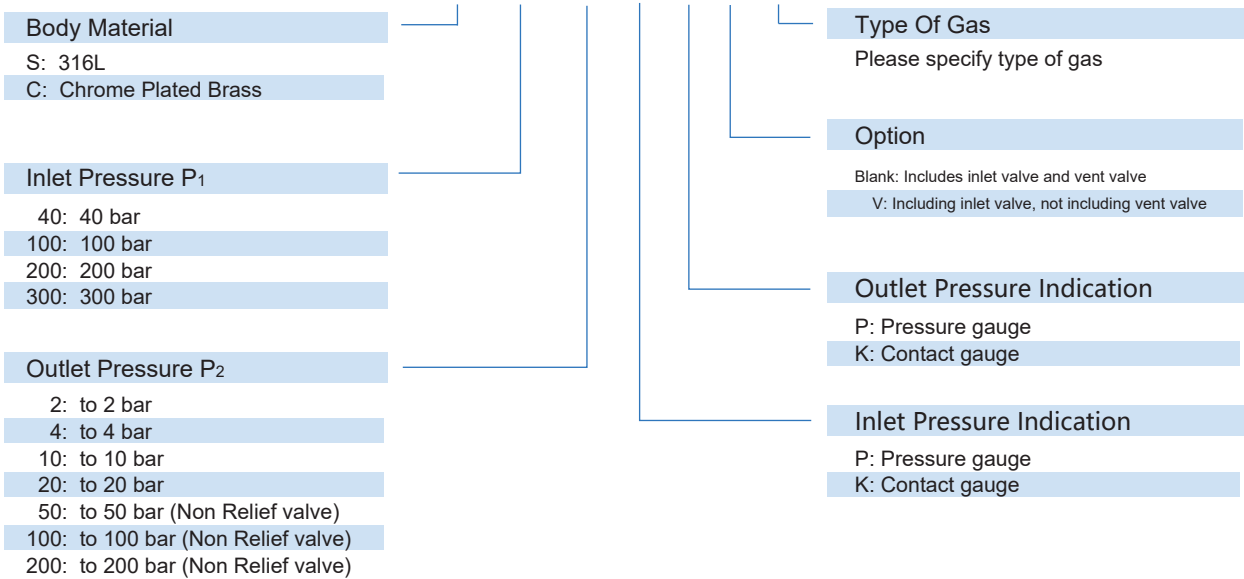 Body Material
S: 316L
C: Chrome Plated Brass
Inlet Pressure P1
40: 40 bar
100: 100 bar
200: 200 bar
300: 300 bar
Outlet Pressure P2
2: to 2 bar
4: to 4 bar
10: to 10 bar
20: to 20 bar
50: to 50 bar (Non Relief valve)
100: to 100 bar (Non Relief valve)
200: to 200 bar (Non Relief valve)
Type Of Gas
Please specify type of gas
Option
Blank: Includes inlet valve and vent valve
V: Including inlet valve, not including vent valve
Outlet Pressure Indication
P: Pressure gauge
K: Contact gauge
Inlet Pressure Indication
P: Pressure gauge
K: Contact gauge